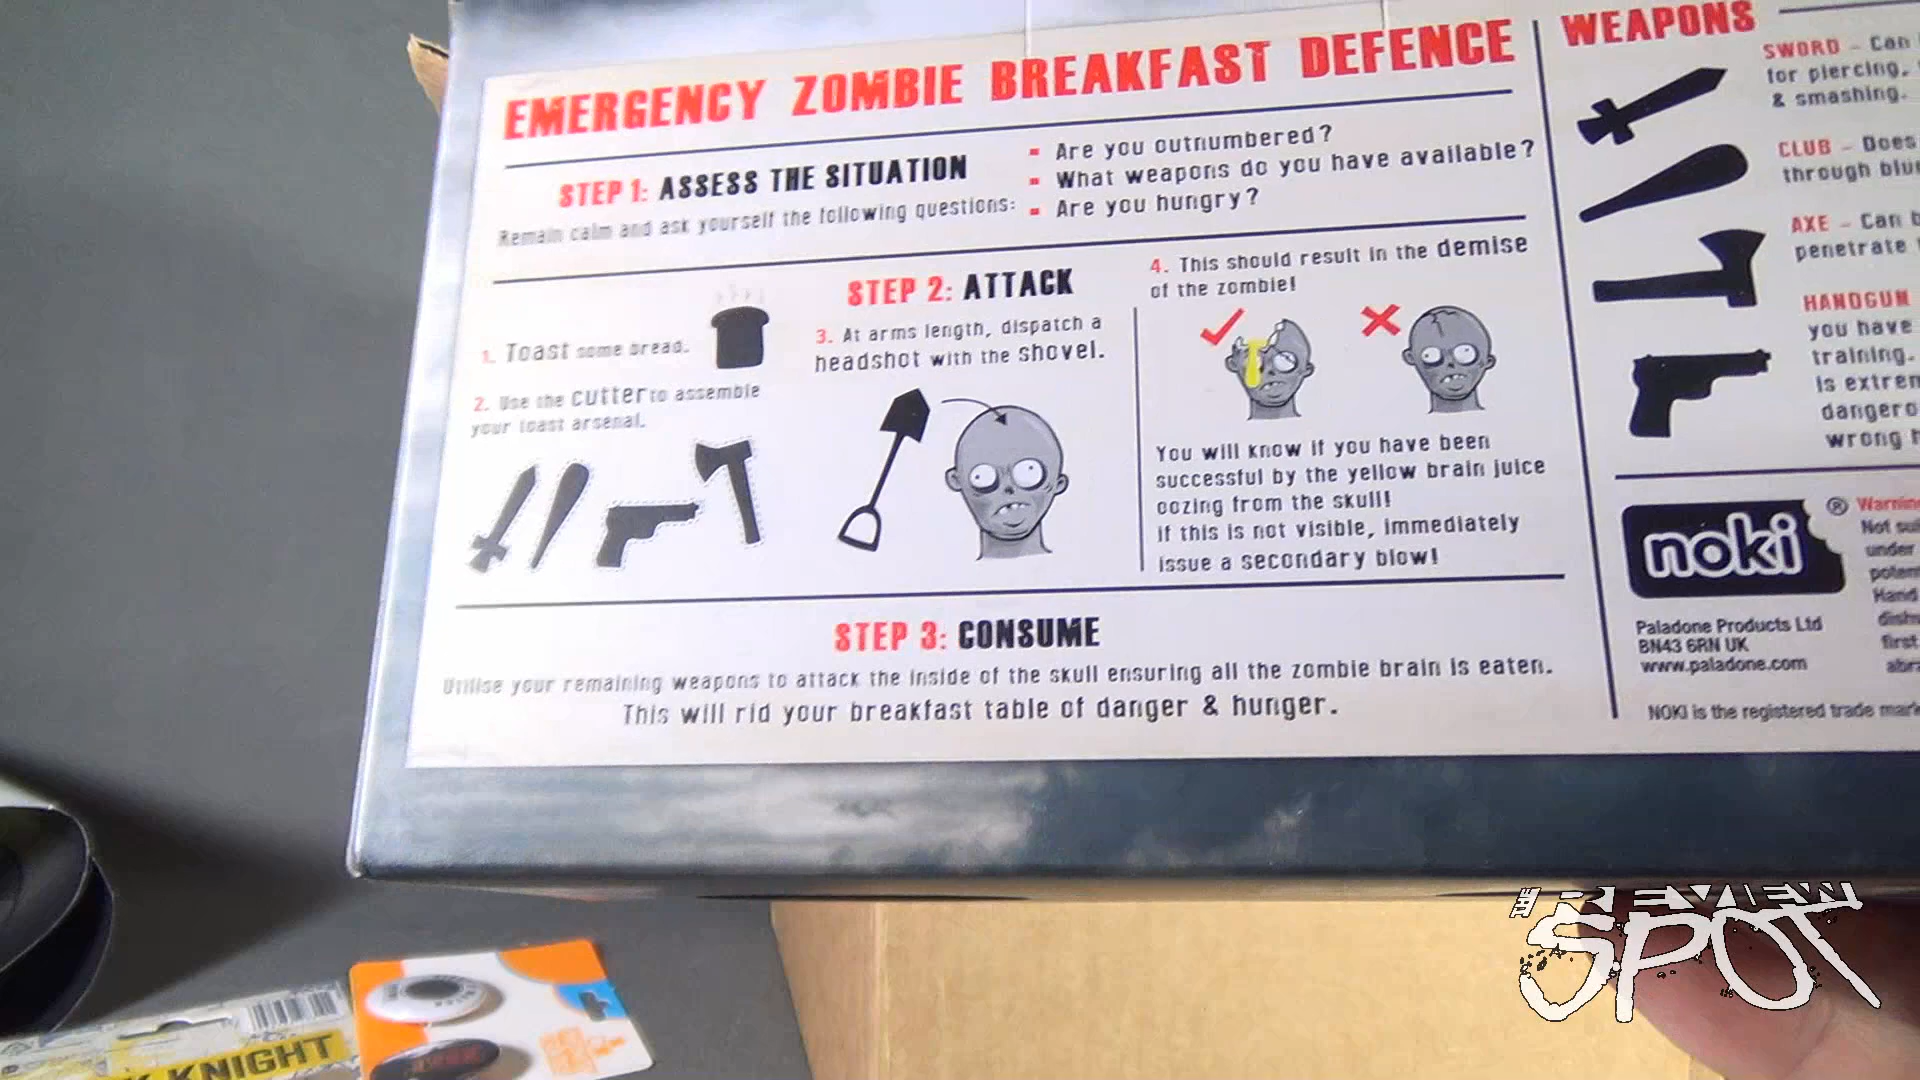 EMERGENCY ZOMBIE BREAKFAST DEFENCE
STEP 1: ASSESS THE SITUATION
Remain calm and ask yourself the following questions:
Are you outnumbered?
What weapons do you have available?
Are you hungry?
STEP 2: ATTACK
1. Toast some bread.
2. Use the cutter to assemble
your toast arsenal.
3. At arms length, dispatch a
headshot with the shovel.
4. This should result in the demise
of the zombie!
You will know if you have been
successful by the yellow brain juice
oozing from the skull!
if this is not visible, immediately
issue a secondary blow!
STEP 3: CONSUME
Utilise your remaining weapons to attack the inside of the skull ensuring all the zombie brain is eaten.
This will rid your breakfast table of danger & hunger.
WEAPONS
SWORD - Can
for piercing,
& smashing.
CLUB - Does
through
AXE - Can
penetrate
HANDGUN
you have
training.
is
wrong
noki ®
Paladone Products Ltd
BN43 6RN UK
www.paladone.com
Not
under
Hand
first
NOKI is the registered trade
KNIGHT
THE REVIEW
SPOT